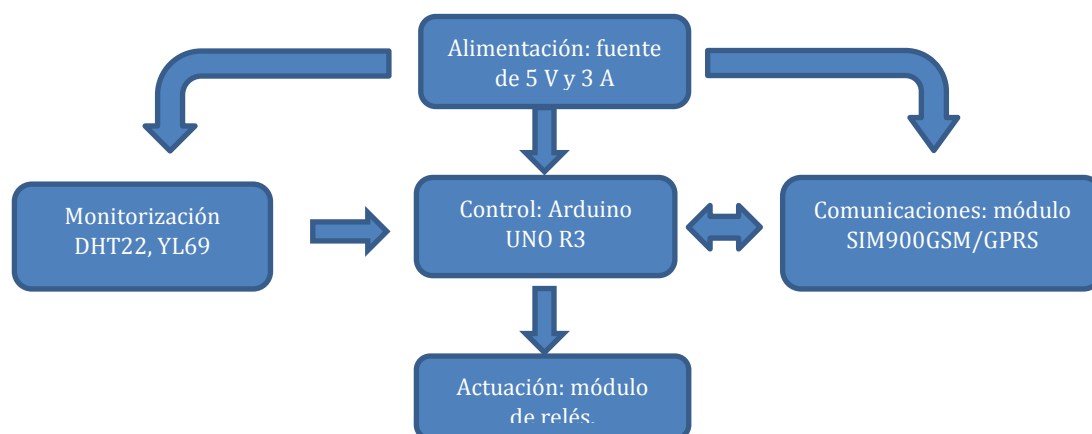 Alimentación: fuente
de 5 V y 3 A
Monitorización
DHT22, YL69
Control: Arduino
UNO R3
Comunicaciones: módulo
SIM900GSM/GPRS
Actuación: módulo
de relés.